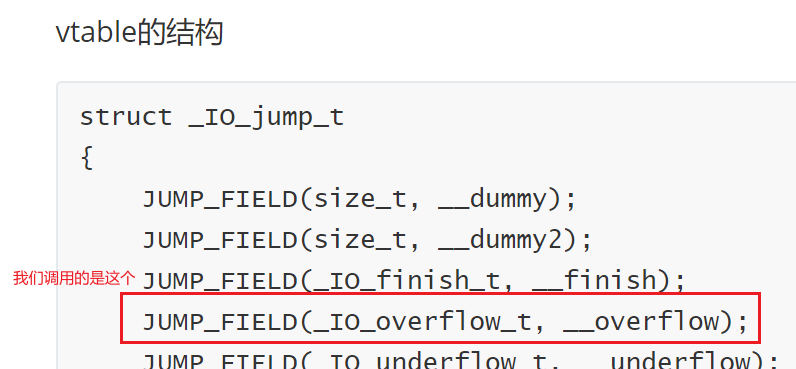 vtable的结构
struct _IO_jump_t
{
JUMP_FIELD(size_t, __dummy);
JUMP_FIELD(size_t, __dummy2);
我们调用的是这个
JUMP_FIELD(_IO_finish_t, __finish);
JUMP_FIELD(_IO_overflow_t, __overflow);
JUMP_FIELD(_IO_underflow_t, __underflow);